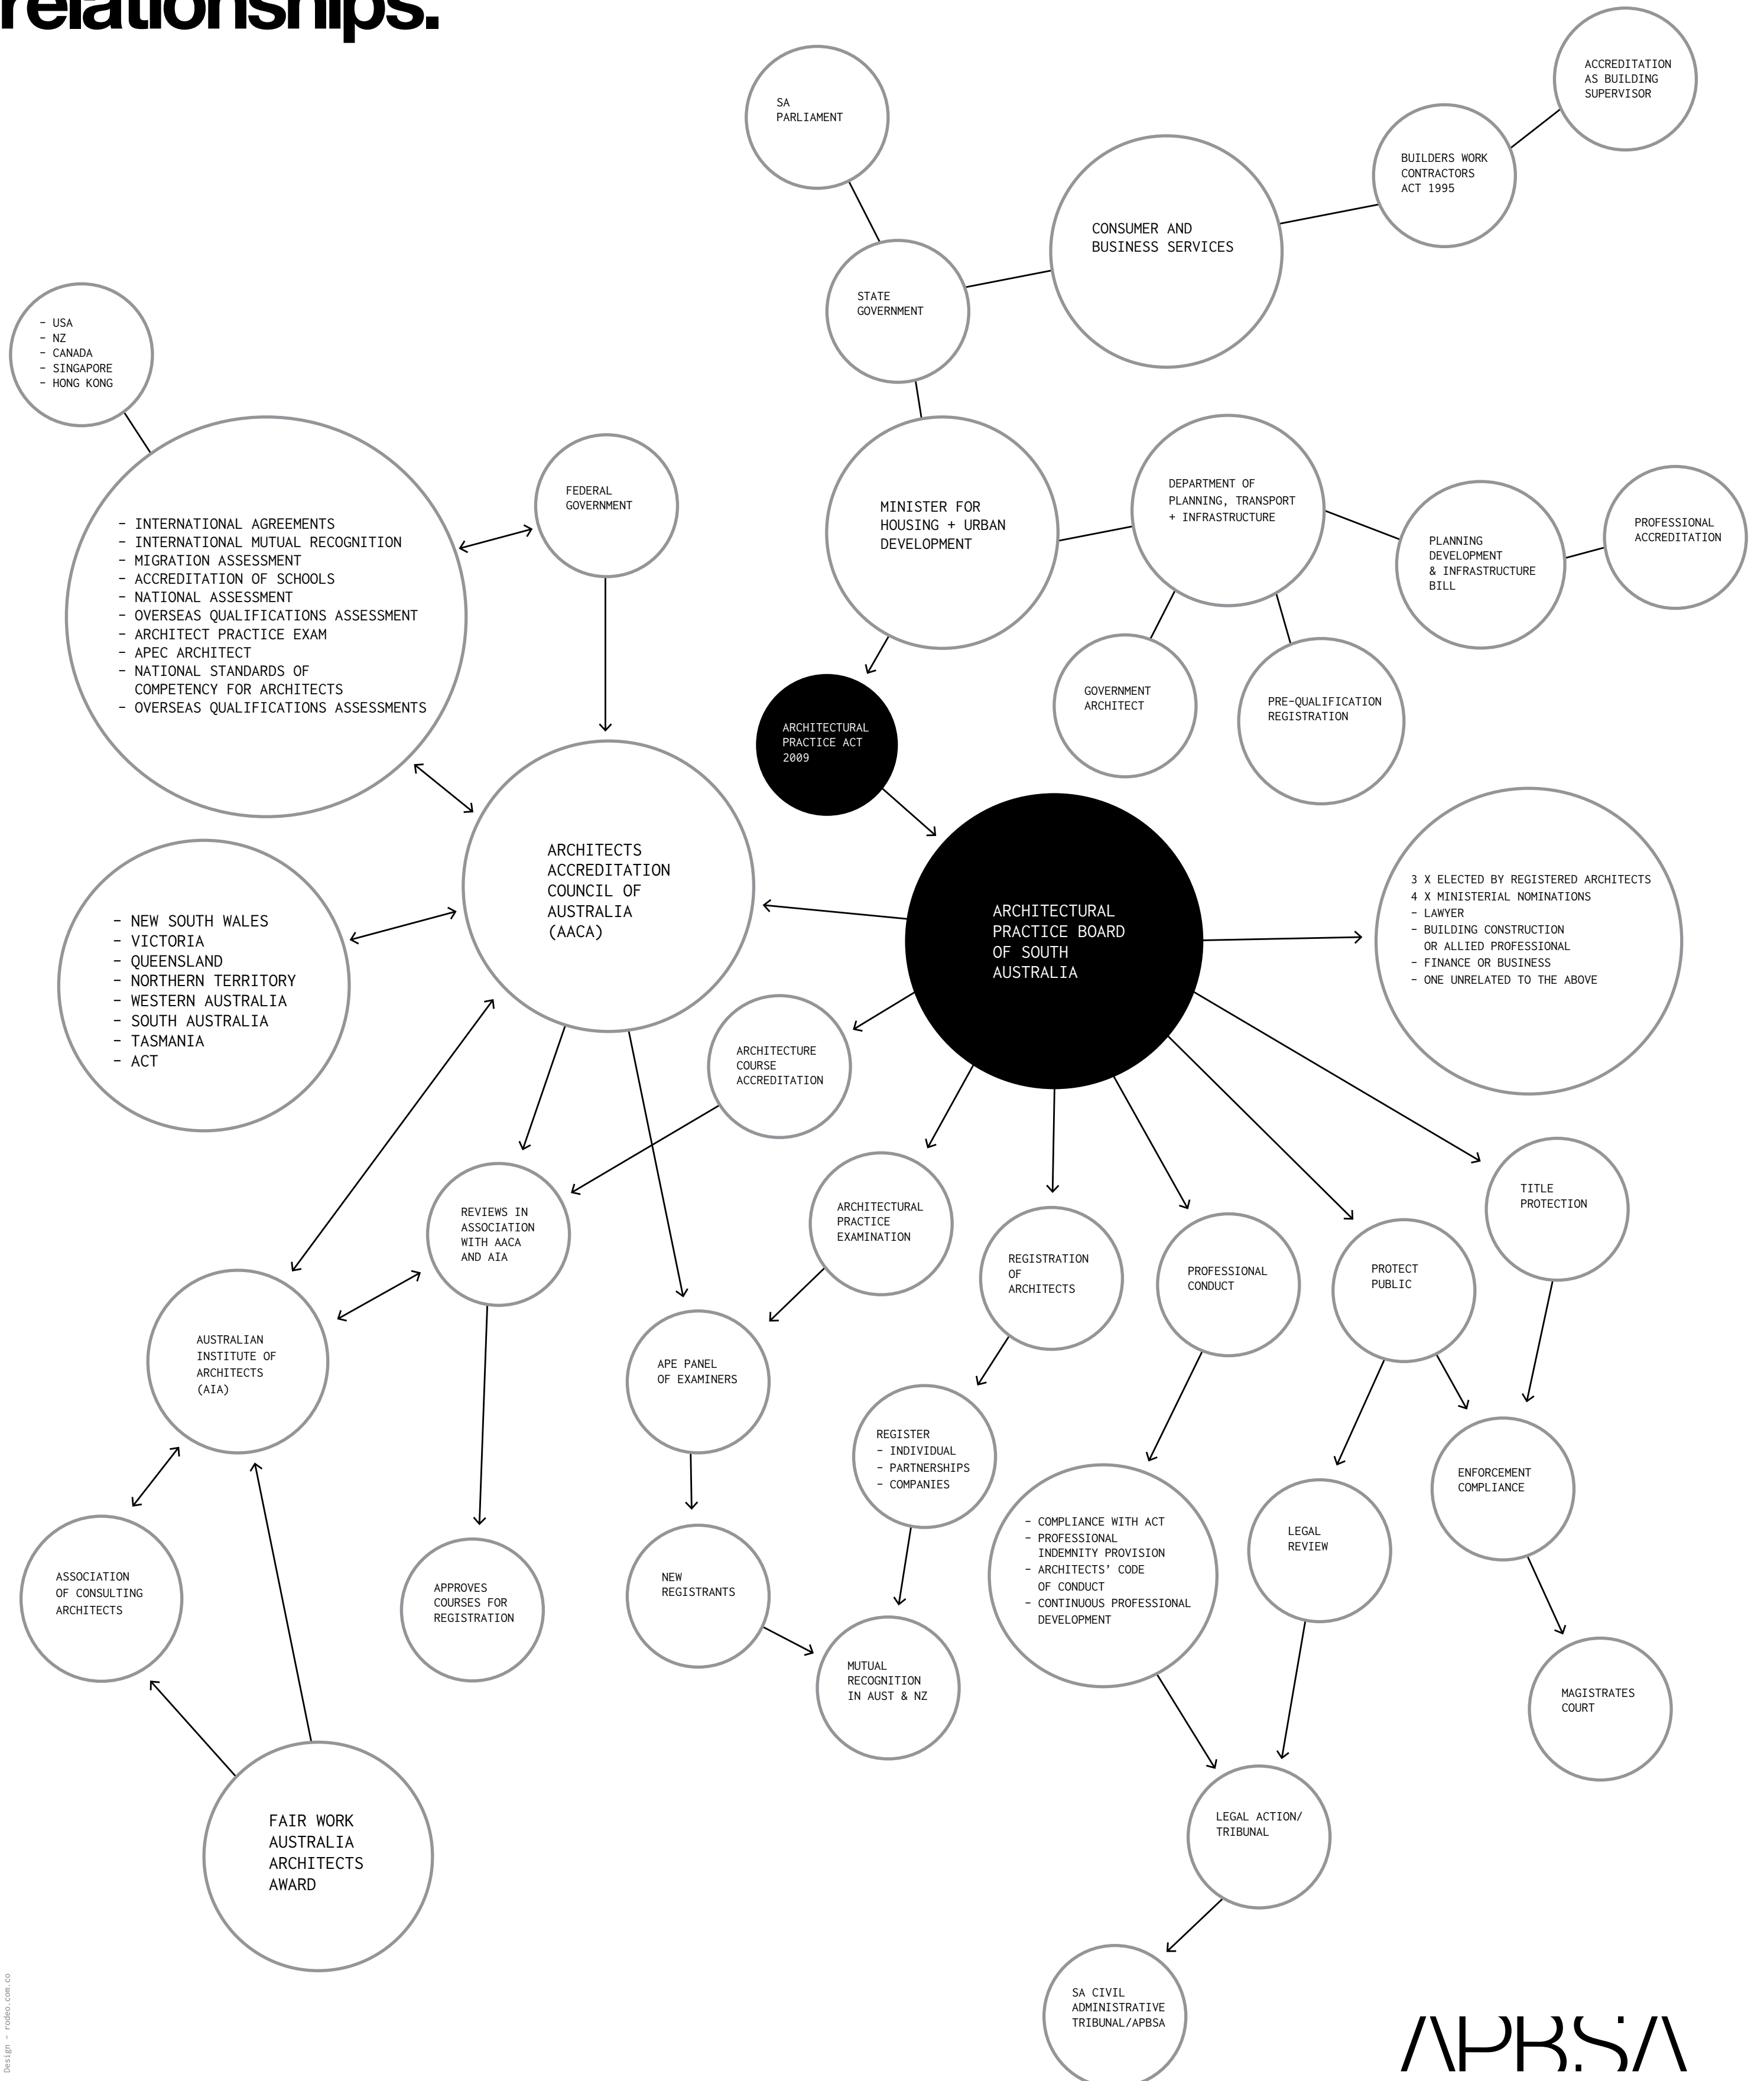 relationships.
SA
PARLIAMENT
ACCREDITATION
AS BUILDING
SUPERVISOR
BUILDERS WORK
CONTRACTORS
ACT 1995
CONSUMER AND
BUSINESS SERVICES
STATE
GOVERNMENT
- USA
- NZ
- CANADA
- SINGAPORE
- HONG KONG
FEDERAL
GOVERNMENT
- INTERNATIONAL AGREEMENTS
- INTERNATIONAL MUTUAL RECOGNITION
- MIGRATION ASSESSMENT
- ACCREDITATION OF SCHOOLS
- NATIONAL ASSESSMENT
- OVERSEAS QUALIFICATIONS ASSESSMENT
- ARCHITECT PRACTICE EXAM
- APEC ARCHITECT
- NATIONAL STANDARDS OF
COMPETENCY FOR ARCHITECTS
- OVERSEAS QUALIFICATIONS ASSESSMENTS
MINISTER FOR
HOUSING + URBAN
DEVELOPMENT
DEPARTMENT OF
PLANNING, TRANSPORT
+ INFRASTRUCTURE
PLANNING
DEVELOPMENT
& INFRASTRUCTURE
BILL
PROFESSIONAL
ACCREDITATION
GOVERNMENT
ARCHITECT
PRE-QUALIFICATION
REGISTRATION
ARCHITECTURAL
PRACTICE ACT
2009
ARCHITECTS
ACCREDITATION
COUNCIL OF
AUSTRALIA
(AACA)
ARCHITECTURAL
PRACTICE BOARD
OF SOUTH
AUSTRALIA
3 X ELECTED BY REGISTERED ARCHITECTS
4 X MINISTERIAL NOMINATIONS
- LAWYER
- BUILDING CONSTRUCTION
OR ALLIED PROFESSIONAL
- FINANCE OR BUSINESS
- ONE UNRELATED TO THE ABOVE
- NEW SOUTH WALES
- VICTORIA
- QUEENSLAND
- NORTHERN TERRITORY
- WESTERN AUSTRALIA
- SOUTH AUSTRALIA
- TASMANIA
- ACT
ARCHITECTURE
COURSE
ACCREDITATION
REVIEWS IN
ASSOCIATION
WITH AACA
AND AIA
ARCHITECTURAL
PRACTICE
EXAMINATION
REGISTRATION
OF
ARCHITECTS
PROFESSIONAL
CONDUCT
PROTECT
PUBLIC
TITLE
PROTECTION
AUSTRALIAN
INSTITUTE OF
ARCHITECTS
(AIA)
APE PANEL
OF EXAMINERS
REGISTER
- INDIVIDUAL
- PARTNERSHIPS
- COMPANIES
ENFORCEMENT
COMPLIANCE
- COMPLIANCE WITH ACT
- PROFESSIONAL
INDEMNITY PROVISION
- ARCHITECTS’ CODE
OF CONDUCT
- CONTINUOUS PROFESSIONAL
DEVELOPMENT
LEGAL
REVIEW
ASSOCIATION
OF CONSULTING
ARCHITECTS
APPROVES
COURSES FOR
REGISTRATION
NEW
REGISTRANTS
MUTUAL
RECOGNITION
IN AUST & NZ
MAGISTRATES
COURT
FAIR WORK
AUSTRALIA
ARCHITECTS
AWARD
LEGAL ACTION/
TRIBUNAL
SA CIVIL
ADMINISTRATIVE
TRIBUNAL/APBSA
Design - rodeo.com.co
APBSA